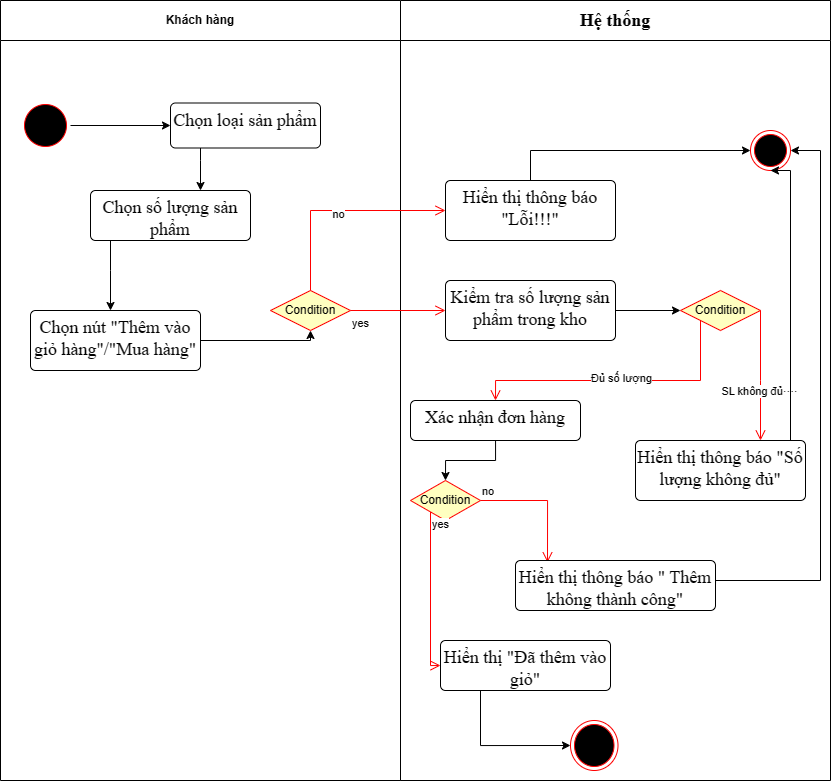 Khách hàng
Hệ thống
Chọn loại sản phẩm
Chọn số lượng sản
phẩm
no
Hiển thị thông báo
"Lỗi!!!"
Chọn nút "Thêm vào
giỏ hàng"/"Mua hàng"
Condition
yes
Kiểm tra số lượng sản
phẩm trong kho
Condition
Đủ số lượng
SL không đủ
Xác nhận đơn hàng
Hiển thị thông báo "Số
lượng không đủ"
Condition
no
yes
Hiển thị thông báo " Thêm
không thành công"
Hiển thị "Đã thêm vào
giỏ"